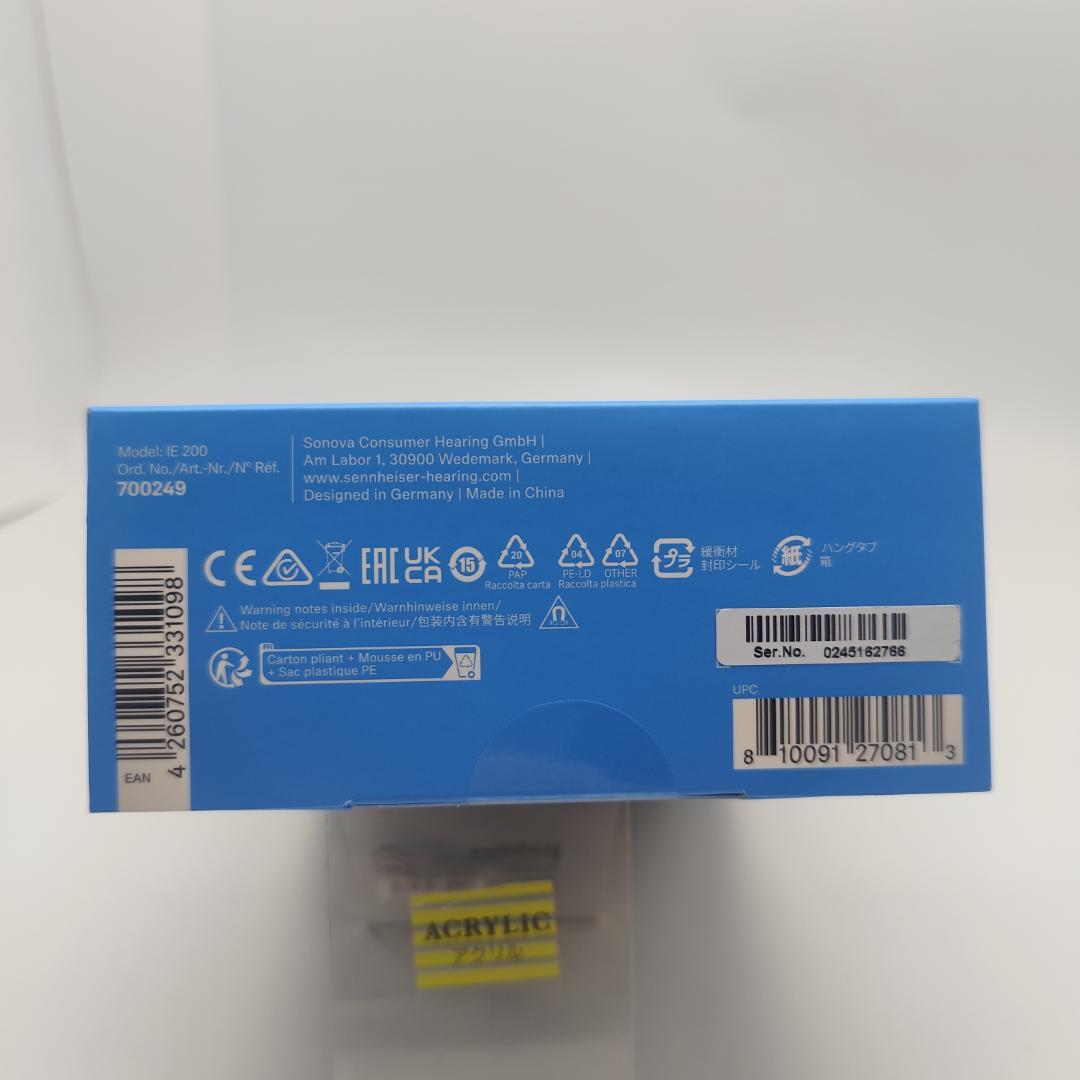 Model: IE 200
Ord. No./Art.-Nr./N° Réf.
700249
Sonova Consumer Hearing GmbH |
Am Labor 1, 30900 Wedemark, Germany |
www.sennheiser-hearing.com |
Designed in Germany | Made in China
CE
EAC
UK
CA
15
20
PAP
Raccolta carta
04
07
PE-LD OTHER
Raccolta plastica
プラ
緩衝材
封印シール
紙
ハングタブ
箱
Warning notes inside/Warnhinweise innen/
Note de sécurité à l'intérieur/包装内含有警告说明
FR
Carton pliant + Mousse en PU
+ Sac plastique PE
4 260752 331098
EAN
Ser.No. 0245162766
UPC
8 10091 27081 3
ACRYLIC
アクリル